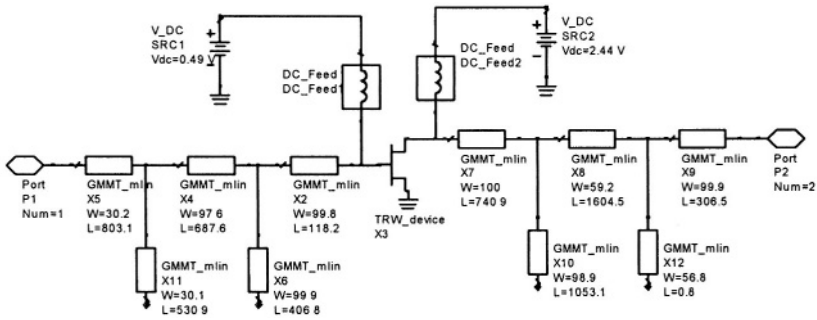 V_DC
SRC1
Vdc=0.49 V
DC_Feed
DC_Feed1
DC_Feed
DC_Feed2
V_DC
SRC2
Vdc=2.44 V
Port
P1
Num=1
GMMT_mlin
X5
W=30.2
L=803.1
GMMT_mlin
X4
W=97.6
L=687.6
GMMT_mlin
X2
W=99.8
L=118.2
TRW_device
X3
GMMT_mlin
X7
W=100
L=740.9
GMMT_mlin
X8
W=59.2
L=1604.5
GMMT_mlin
X9
W=99.9
L=306.5
Port
P2
Num=2
GMMT_mlin
X11
W=30.1
L=530.9
GMMT_mlin
X6
W=99.9
L=406.8
GMMT_mlin
X10
W=98.9
L=1053.1
GMMT_mlin
X12
W=56.8
L=0.8